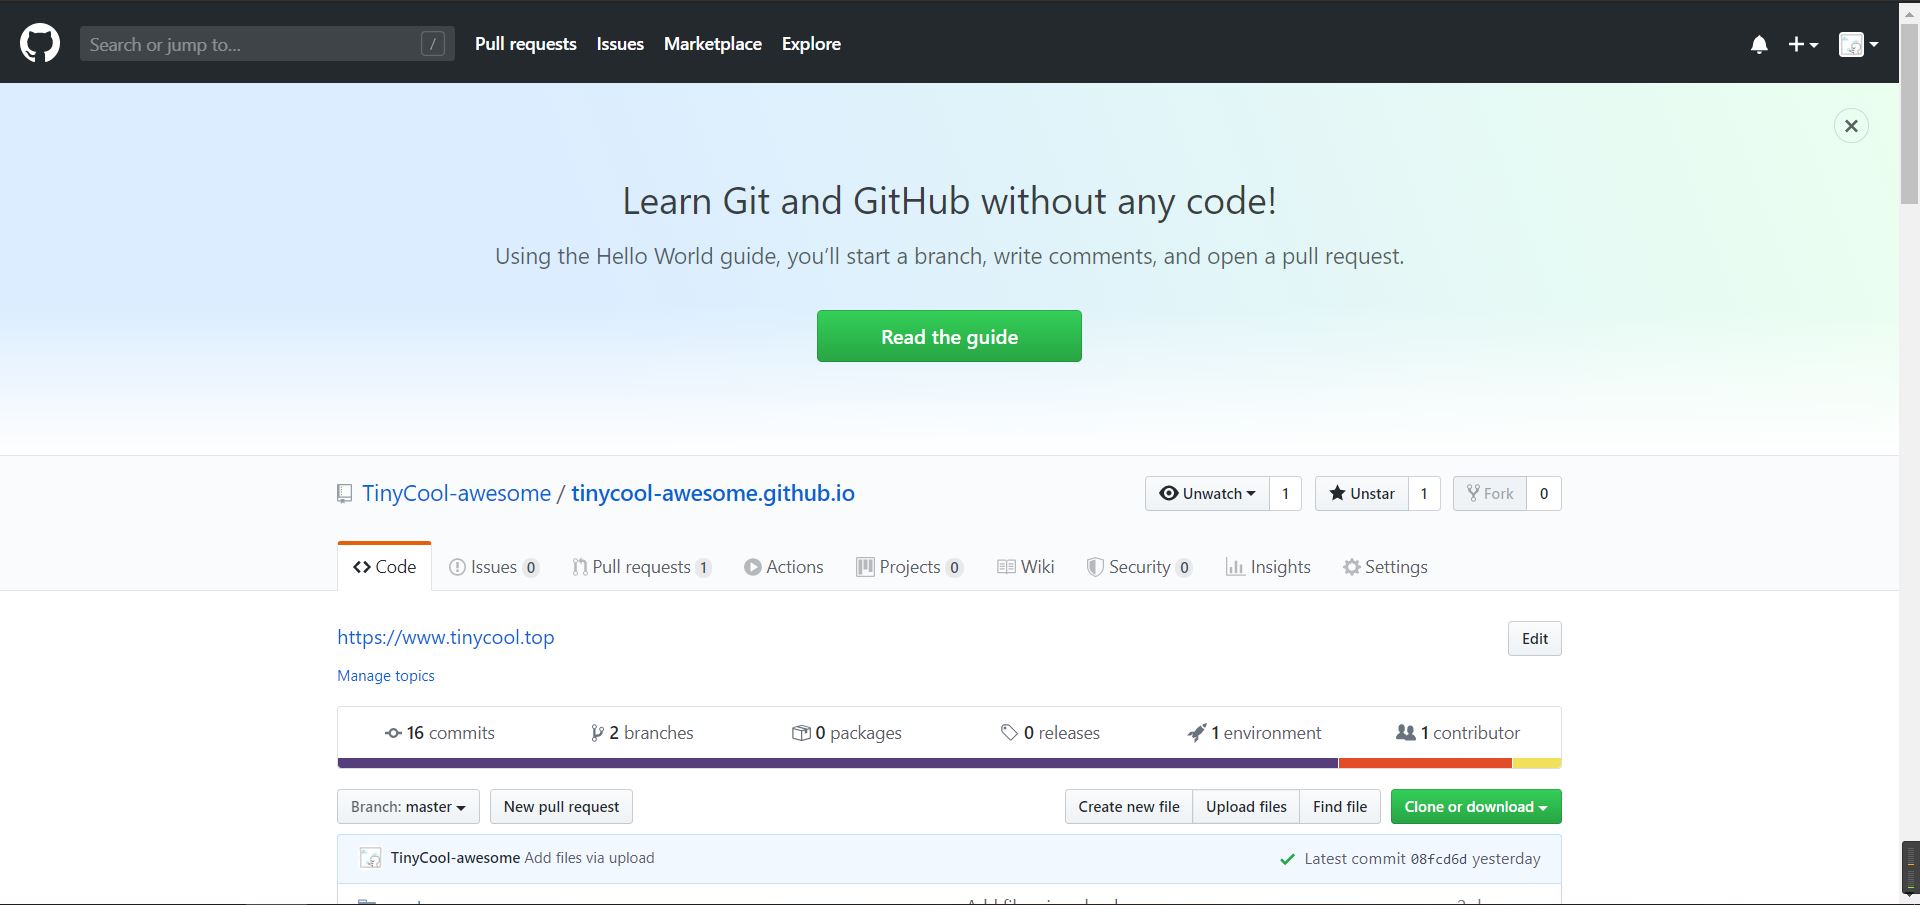 Search or jump to... /
Pull requests Issues Marketplace Explore
Learn Git and GitHub without any code!
Using the Hello World guide, you’ll start a branch, write comments, and open a pull request.
Read the guide
TinyCool-awesome / tinycool-awesome.github.io
Unwatch 1 Unstar 1 Fork 0
Code Issues 0 Pull requests 1 Actions Projects 0 Wiki Security 0 Insights Settings
https://www.tinycool.top Edit
Manage topics
16 commits 2 branches 0 packages 0 releases 1 environment 1 contributor
Branch: master New pull request Create new file Upload files Find file Clone or download
TinyCool-awesome Add files via upload Latest commit 08fcd6d yesterday